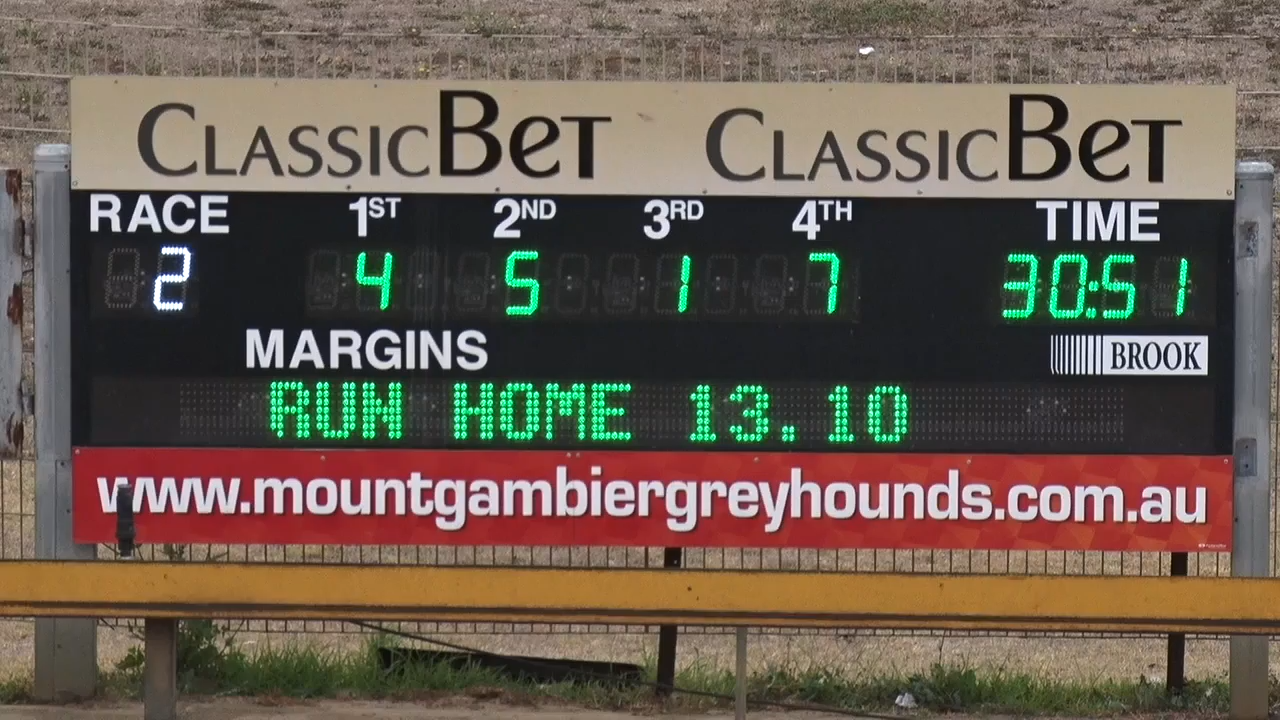 CLASSICBET CLASSICBET
RACE 1ST 2ND 3RD 4TH TIME
2 4 5 1 7 30:51
MARGINS BROOK
RUN HOME 13.10
www.mountgambiergreyhounds.com.au